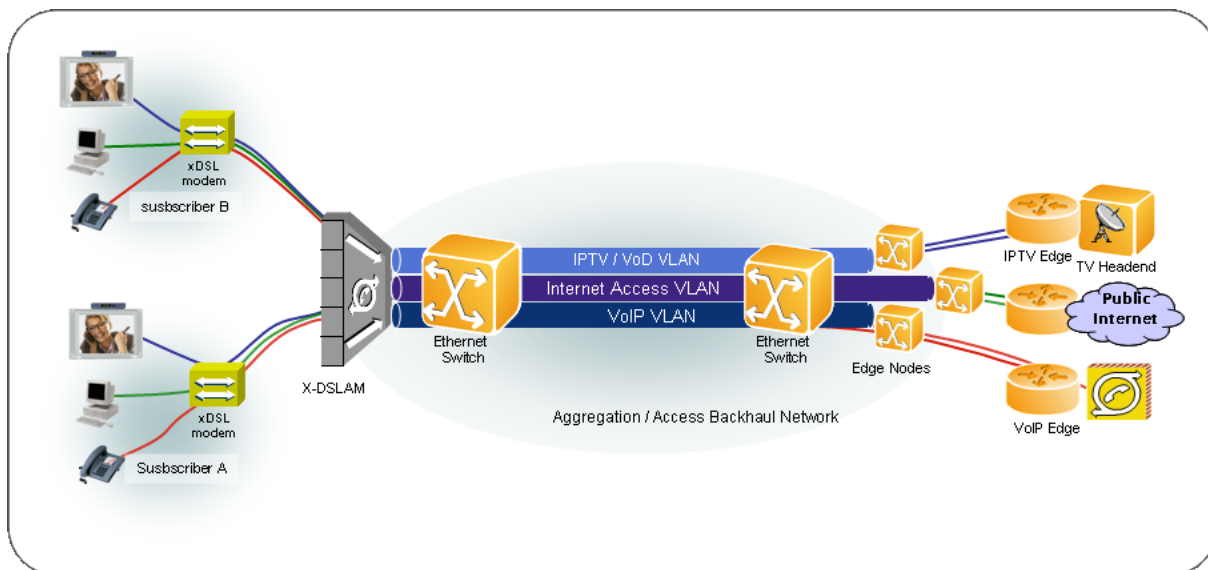 xDSL
modem
susbscriber B
xDSL
modem
Susbscriber A
X-DSLAM
IPTV / VoD VLAN
Internet Access VLAN
VoIP VLAN
Ethernet
Switch
Ethernet
Switch
Edge Nodes
Aggregation / Access Backhaul Network
IPTV Edge
TV Headend
Public
Internet
VoIP Edge